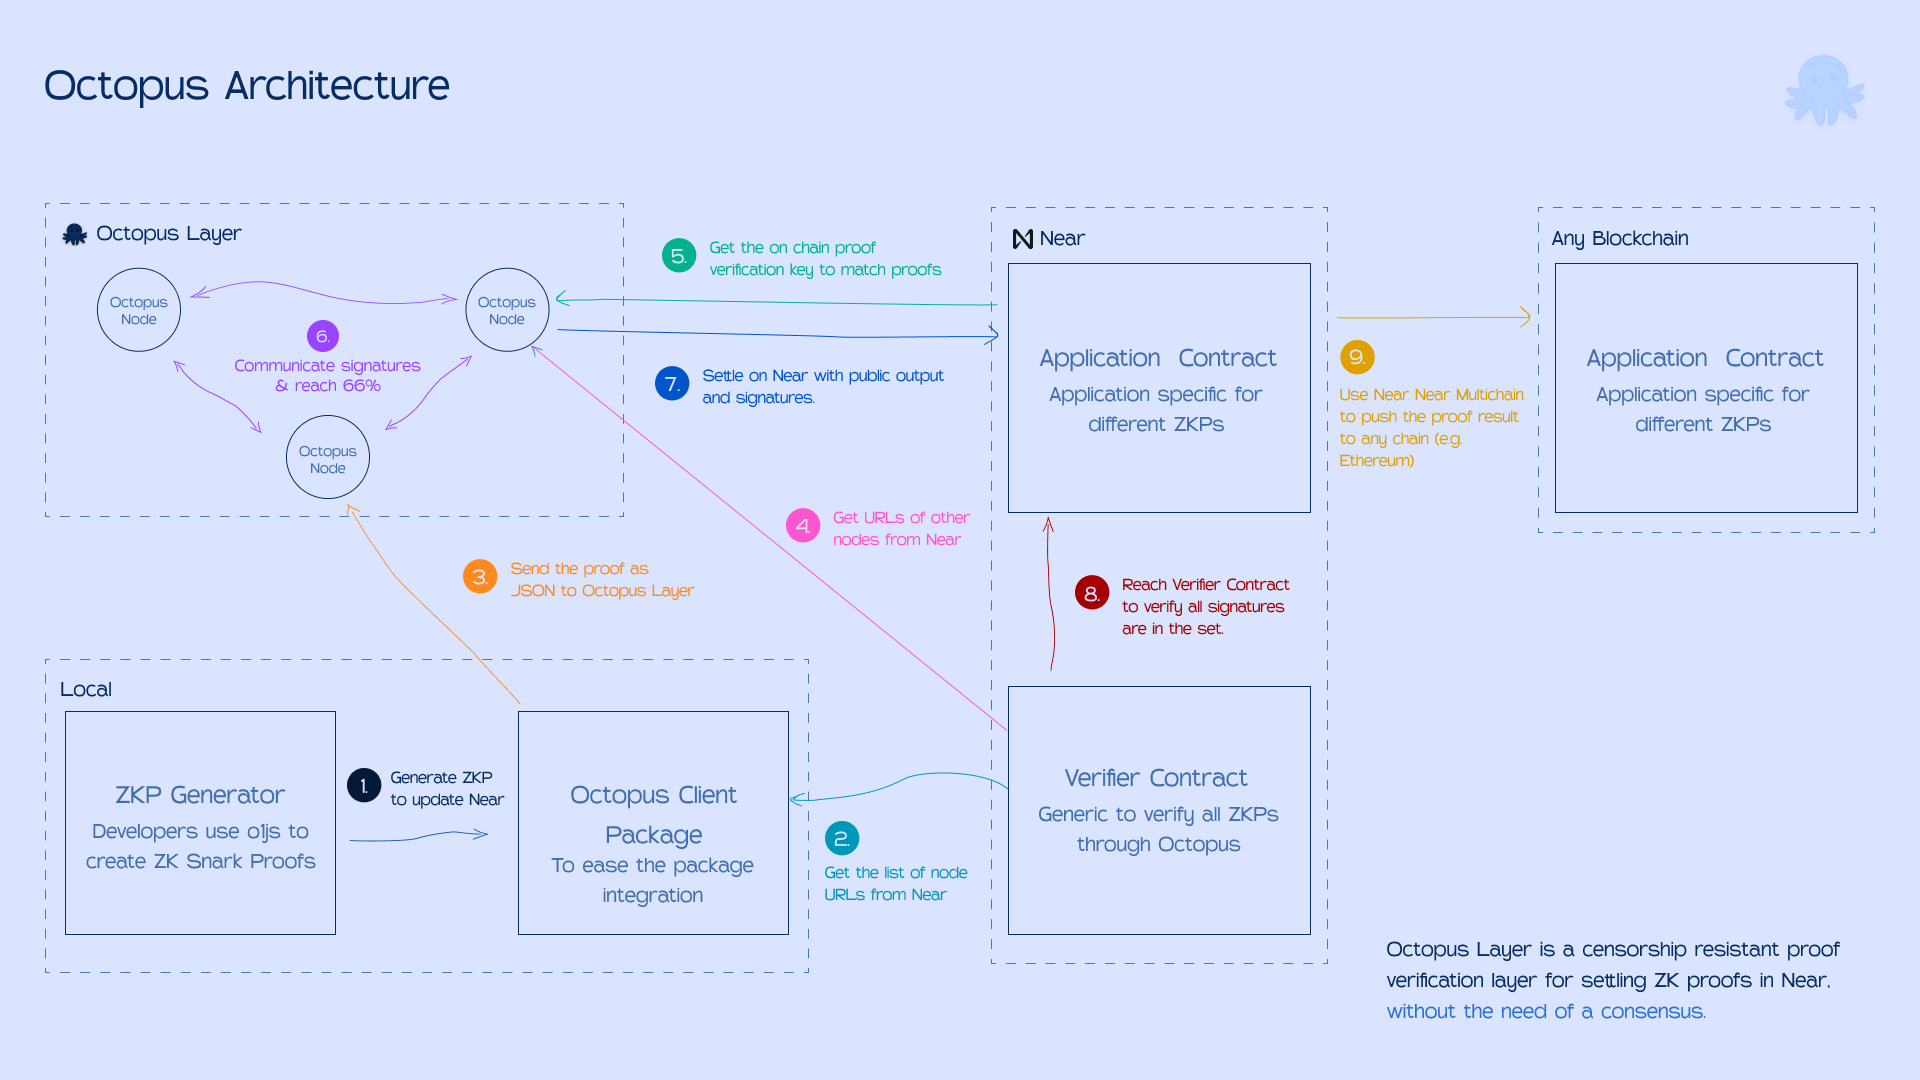 Octopus Architecture
Octopus Layer
Octopus
Node
Octopus
Node
6.
Communicate signatures
& reach 66%
Octopus
Node
5.
Get the on chain proof
verification key to match proofs
7.
Settle on Near with public output
and signatures.
4.
Get URLs of other
nodes from Near
3.
Send the proof as
JSON to Octopus Layer
Near
Application Contract
Application specific for
different ZKPs
9.
Use Near Near Multichain
to push the proof result
to any chain (e.g.
Ethereum)
Any Blockchain
Application Contract
Application specific for
different ZKPs
8.
Reach Verifier Contract
to verify all signatures
are in the set.
Local
ZKP Generator
Developers use o1js to
create ZK Snark Proofs
1.
Generate ZKP
to update Near
Octopus Client
Package
To ease the package
integration
2.
Get the list of node
URLs from Near
Verifier Contract
Generic to verify all ZKPs
through Octopus
Octopus Layer is a censorship resistant proof
verification layer for settling ZK proofs in Near,
without the need of a consensus.